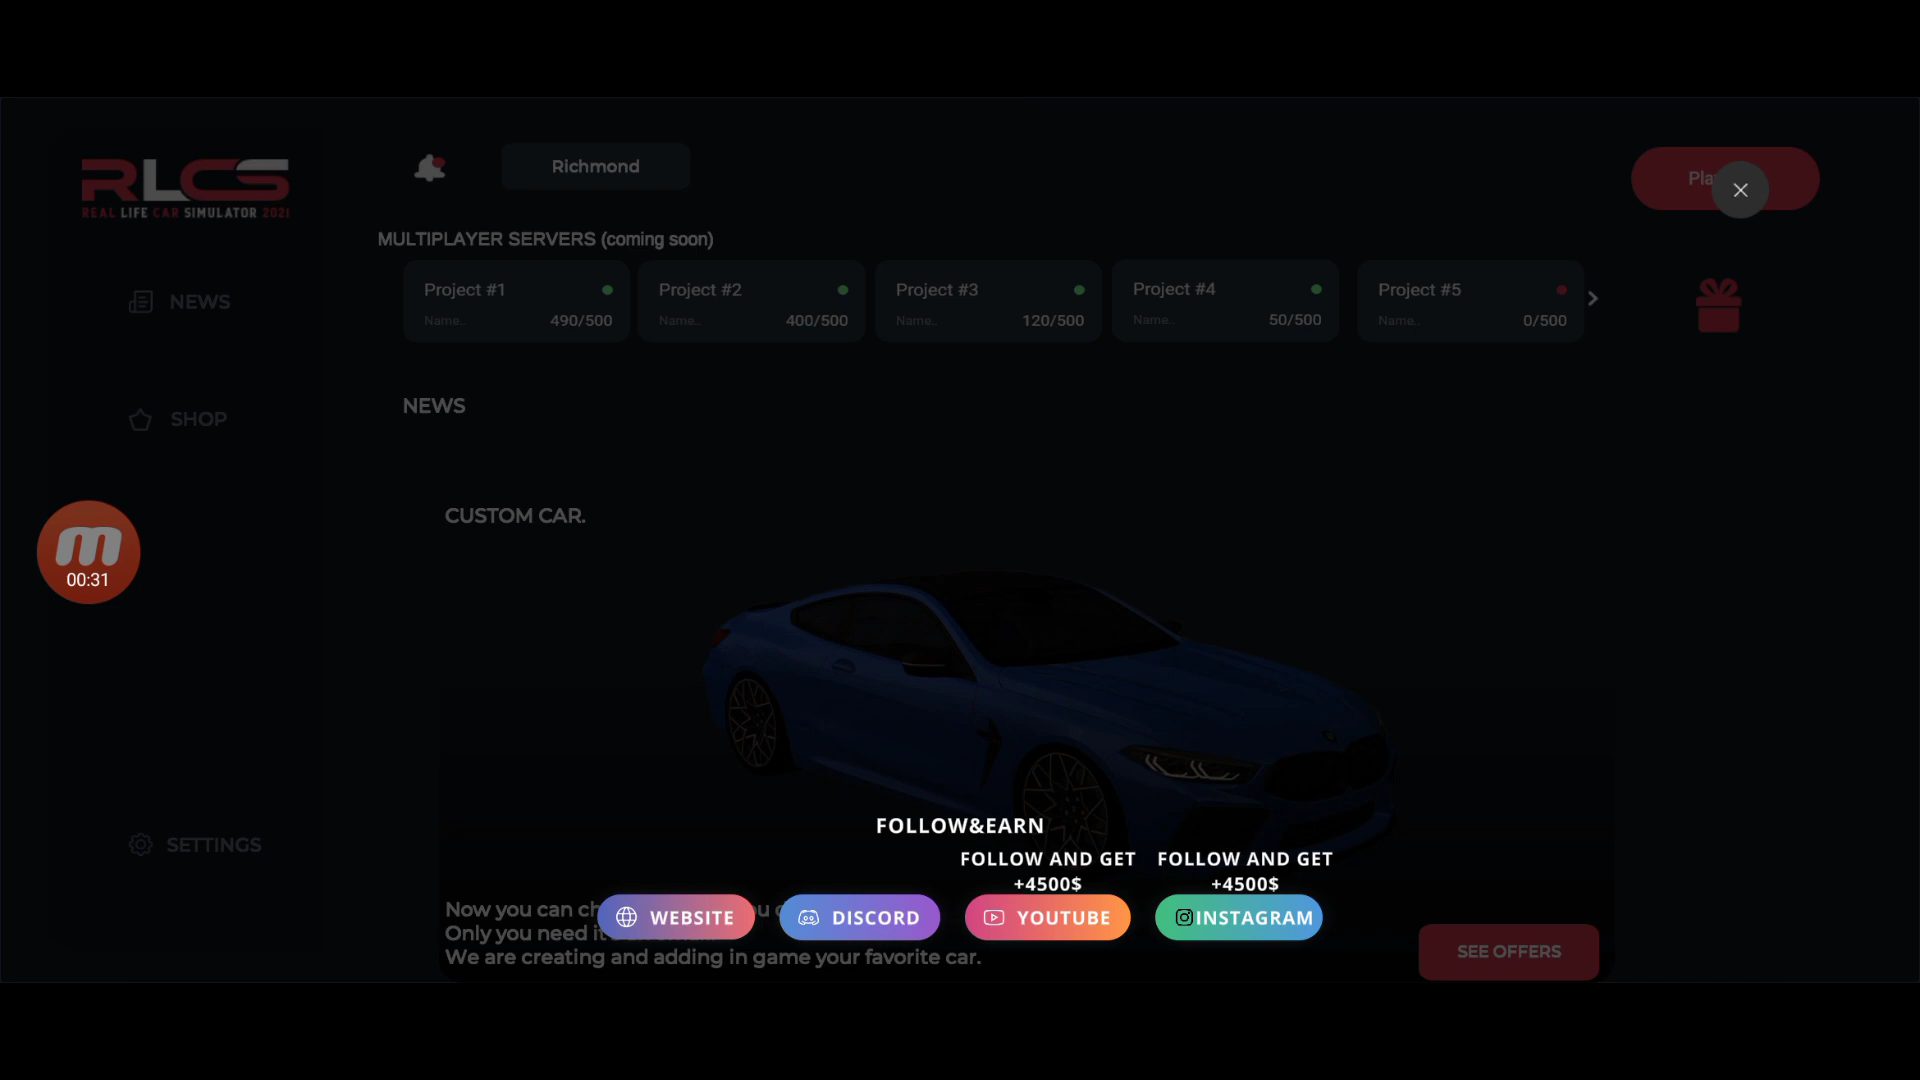 RLCS
REAL LIFE CAR SIMULATOR 2021
Richmond
Pla
MULTIPLAYER SERVERS (coming soon)
Project #1
Name..
490/500
Project #2
Name..
400/500
Project #3
Name..
120/500
Project #4
Name..
50/500
Project #5
Name..
0/500
NEWS
SHOP
SETTINGS
NEWS
CUSTOM CAR.
m
00:31
FOLLOW&EARN
FOLLOW AND GET
+4500$
FOLLOW AND GET
+4500$
WEBSITE
DISCORD
YOUTUBE
INSTAGRAM
Now you can ch
Only you need it
We are creating and adding in game your favorite car.
SEE OFFERS